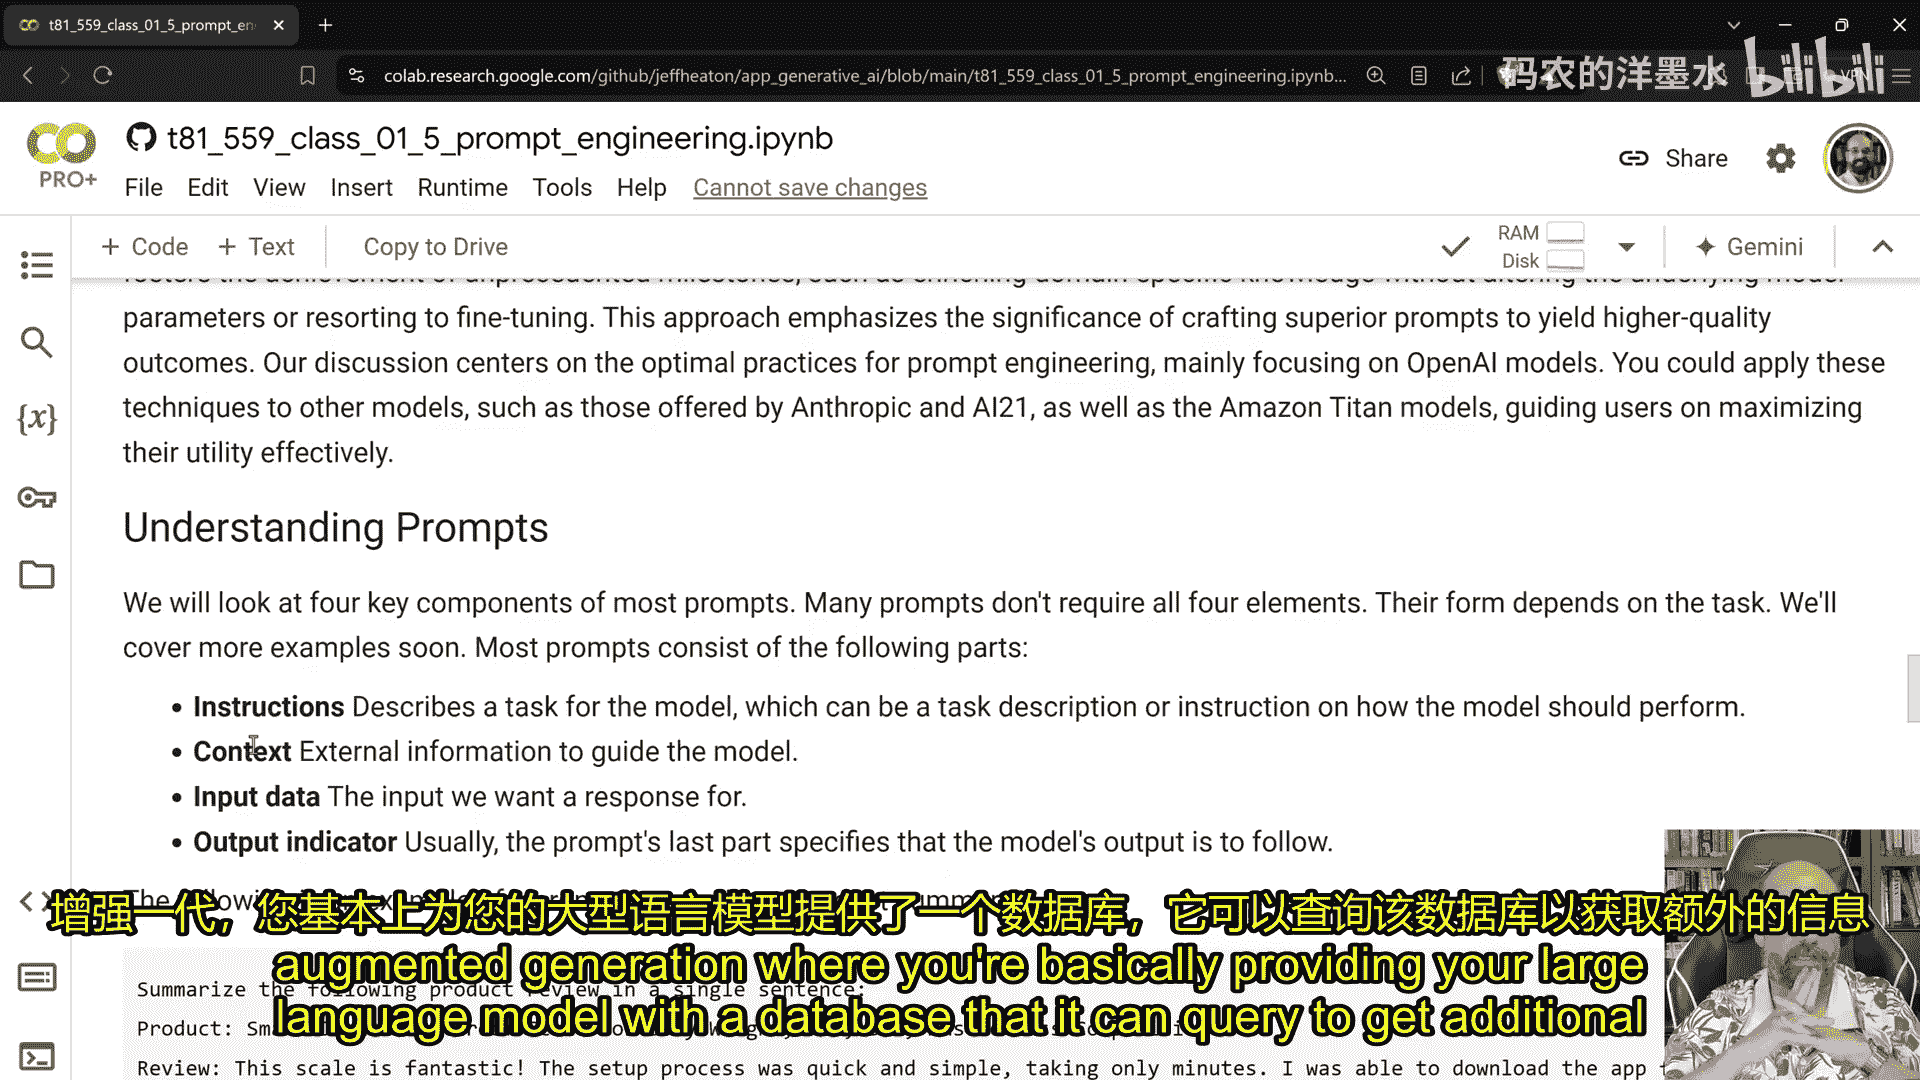 t81_559_class_01_5_prompt_en
colab.research.google.com/github/jeffheaton/app_generative_ai/blob/main/t81_559_class_01_5_prompt_engineering.ipynb...
码农的洋墨水
bilibili
VPN
PRO+
t81_559_class_01_5_prompt_engineering.ipynb
File Edit View Insert Runtime Tools Help Cannot save changes
Share
+ Code + Text Copy to Drive
RAM
Disk
Gemini
parameters or resorting to fine-tuning. This approach emphasizes the significance of crafting superior prompts to yield higher-quality
outcomes. Our discussion centers on the optimal practices for prompt engineering, mainly focusing on OpenAI models. You could apply these
techniques to other models, such as those offered by Anthropic and AI21, as well as the Amazon Titan models, guiding users on maximizing
their utility effectively.
Understanding Prompts
We will look at four key components of most prompts. Many prompts don't require all four elements. Their form depends on the task. We'll
cover more examples soon. Most prompts consist of the following parts:
• Instructions Describes a task for the model, which can be a task description or instruction on how the model should perform.
• Context External information to guide the model.
• Input data The input we want a response for.
• Output indicator Usually, the prompt's last part specifies that the model's output is to follow.
增强一代，您基本上为您的大型语言模型提供了一个数据库，它可以查询该数据库以获取额外的信息
augmented generation where you're basically providing your large
language model with a database that it can query to get additional
Summarize the following product review in a single sentence:
Product:
Review: This scale is fantastic! The setup process was quick and simple, taking only minutes. I was able to download the app